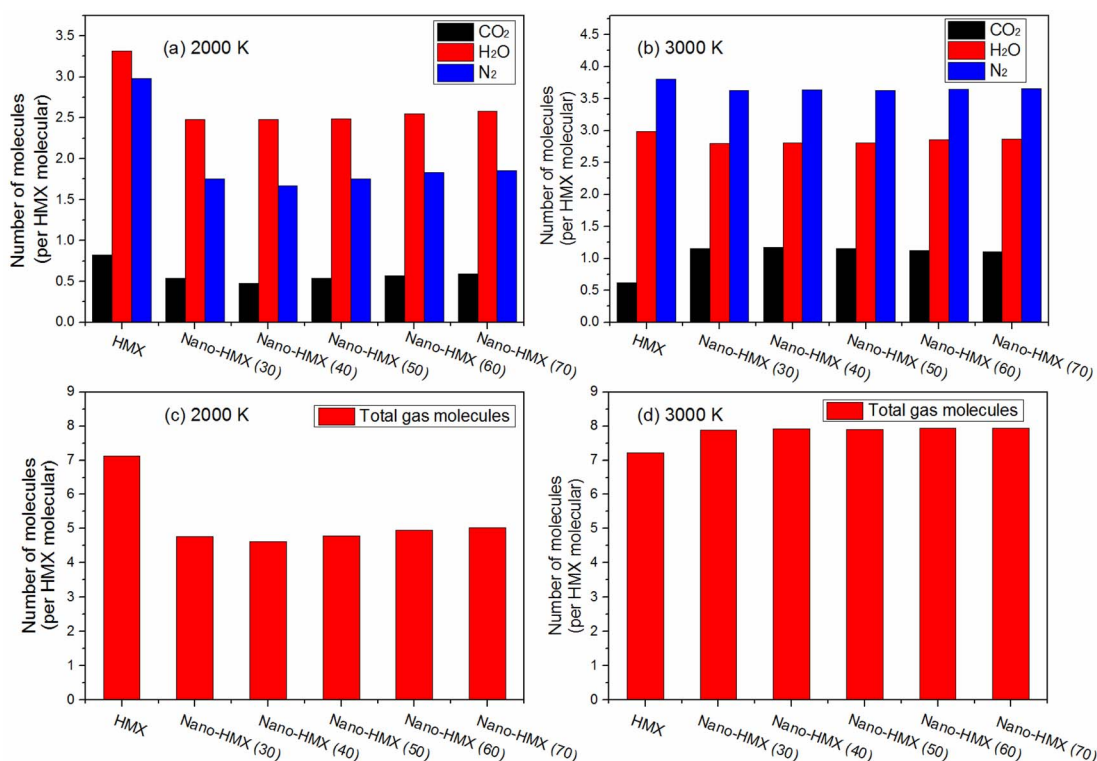 (a) 2000 K
CO₂
H₂O
N₂
Number of molecules
(per HMX molecular)
3.5
3.0
2.5
2.0
1.5
1.0
0.5
0.0
HMX
Nano-HMX (30)
Nano-HMX (40)
Nano-HMX (50)
Nano-HMX (60)
Nano-HMX (70)
(b) 3000 K
CO₂
H₂O
N₂
Number of molecules
(per HMX molecular)
4.5
4.0
3.5
3.0
2.5
2.0
1.5
1.0
0.5
0.0
HMX
Nano-HMX (30)
Nano-HMX (40)
Nano-HMX (50)
Nano-HMX (60)
Nano-HMX (70)
(c) 2000 K
Total gas molecules
Number of molecules
(per HMX molecular)
9
8
7
6
5
4
3
2
1
0
HMX
Nano-HMX (30)
Nano-HMX (40)
Nano-HMX (50)
Nano-HMX (60)
Nano-HMX (70)
(d) 3000 K
Total gas molecules
Number of molecules
(per HMX molecular)
9
8
7
6
5
4
3
2
1
0
HMX
Nano-HMX (30)
Nano-HMX (40)
Nano-HMX (50)
Nano-HMX (60)
Nano-HMX (70)